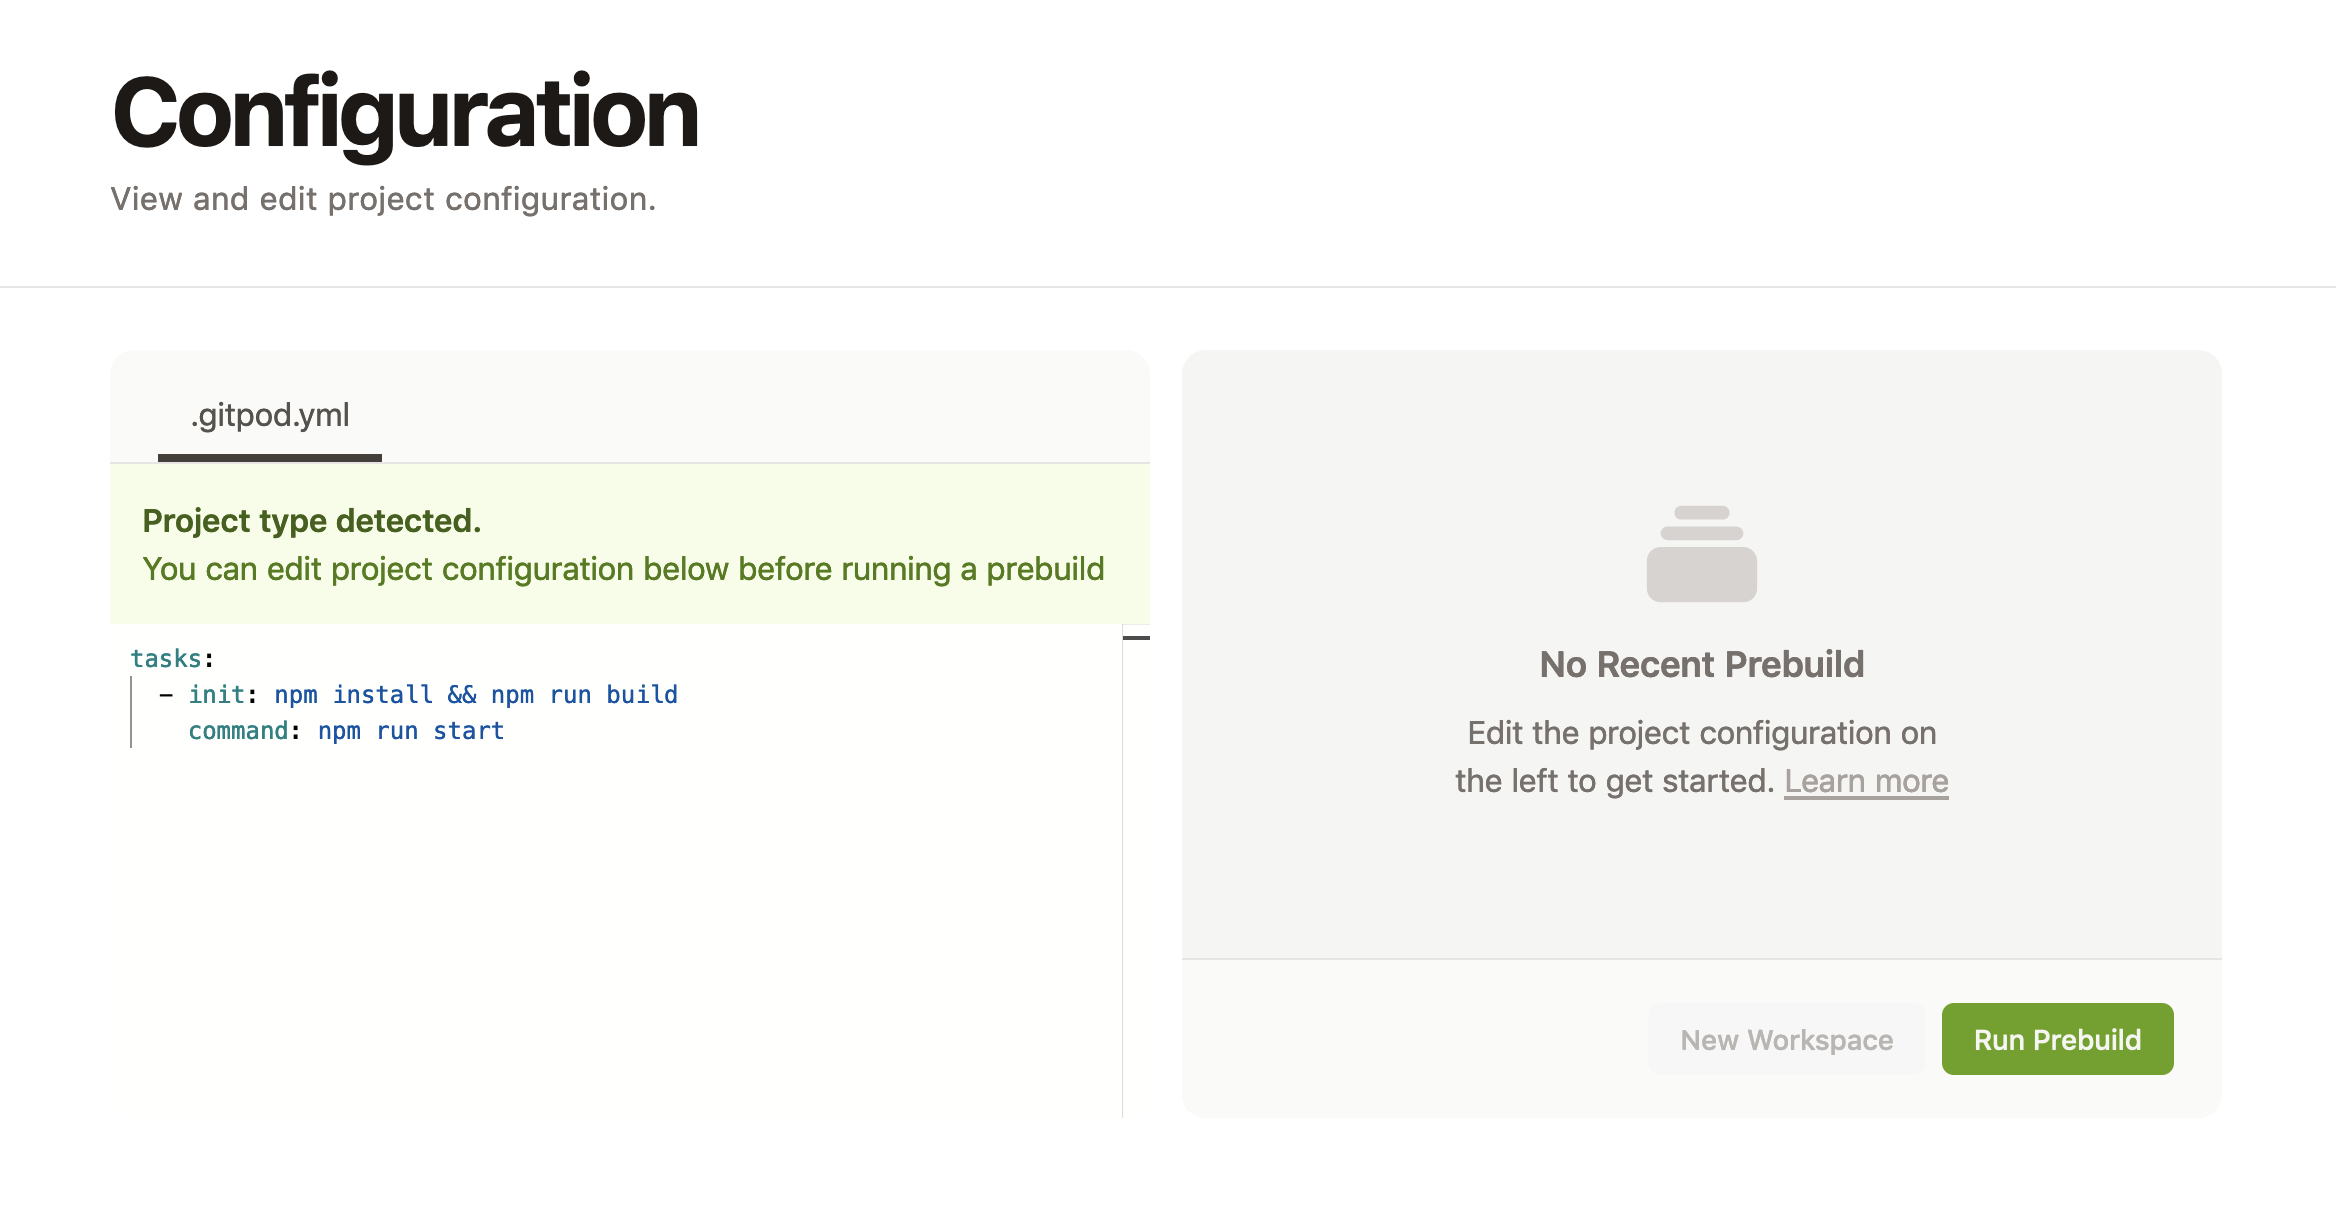 Configuration
View and edit project configuration.
.gitpod.yml
Project type detected.
You can edit project configuration below before running a prebuild
tasks:
  - init: npm install && npm run build
    command: npm run start
No Recent Prebuild
Edit the project configuration on
the left to get started. Learn more
New Workspace
Run Prebuild